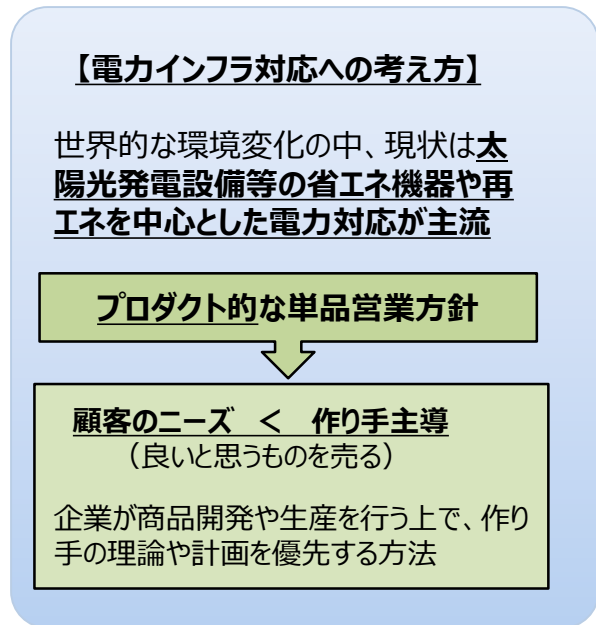 【電力インフラ対応への考え方】
世界的な環境変化の中、現状は太
陽光発電設備等の省エネ機器や再
エネを中心とした電力対応が主流
プロダクト的な単品営業方針
顧客のニーズ ＜ 作り手主導
（良いと思うものを売る）
企業が商品開発や生産を行う上で、作り
手の理論や計画を優先する方法